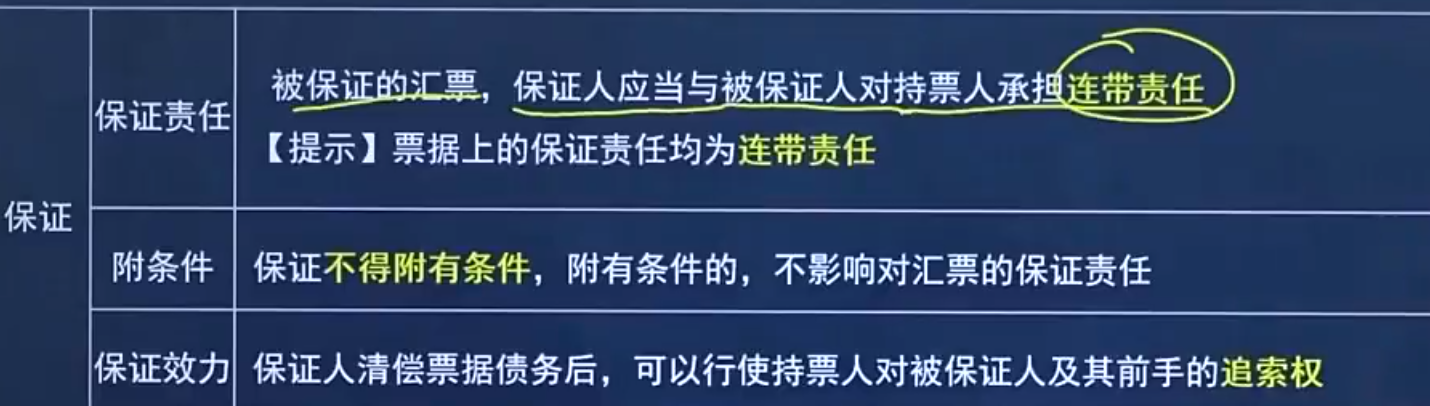 保证
保证责任
被保证的汇票，保证人应当与被保证人对持票人承担连带责任
【提示】票据上的保证责任均为连带责任
附条件
保证不得附有条件，附有条件的，不影响对汇票的保证责任
保证效力
保证人清偿票据债务后，可以行使持票人对被保证人及其前手的追索权